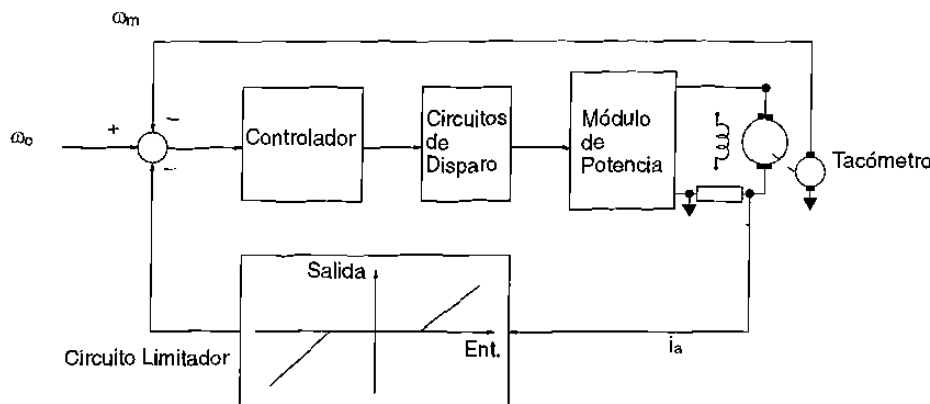 ωm
ωo
+
−
−
Controlador
Circuitos
de
Disparo
Módulo
de
Potencia
Tacómetro
Salida
Ent.
ia
Circuito Limitador